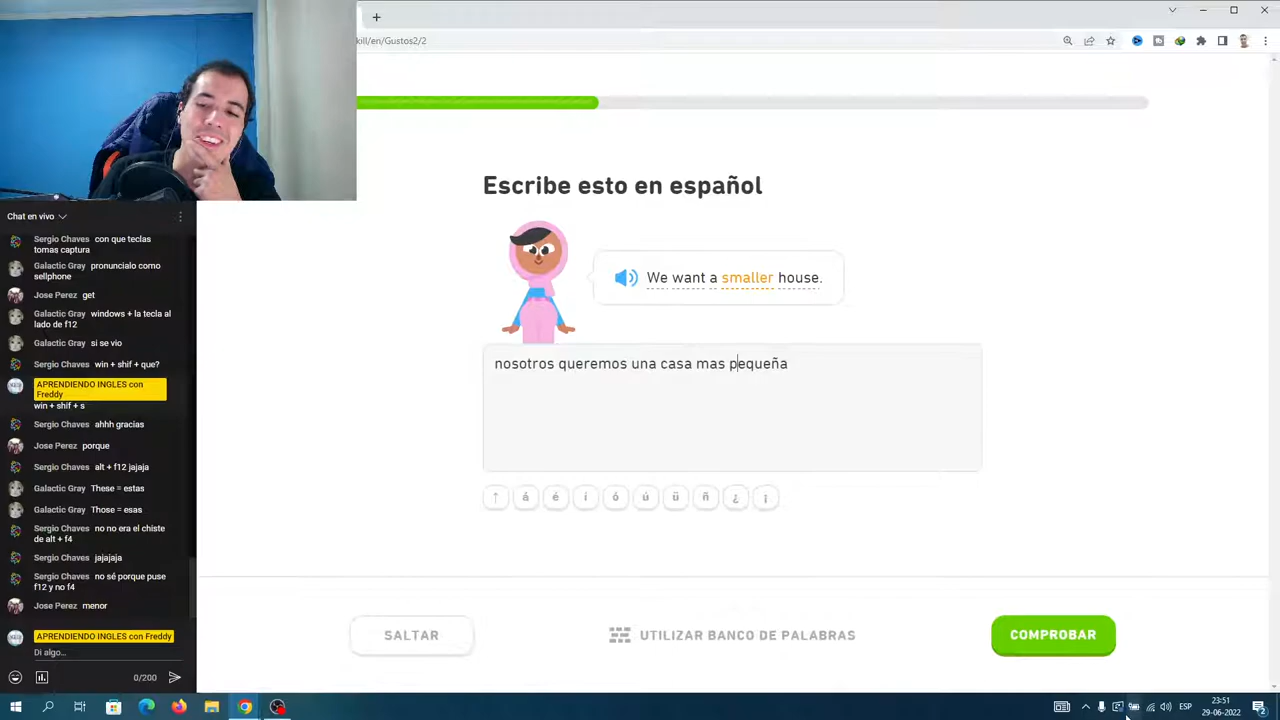 kill/en/Gustos2/2
Escribe esto en español
We want a smaller house.
nosotros queremos una casa mas pequeña
↑ á é í ó ú ü ñ ¿ ¡
SALTAR
UTILIZAR BANCO DE PALABRAS
COMPROBAR
Chat en vivo
Sergio Chaves con que teclas
tomas captura
Galactic Gray pronuncialo como
sellphone
Jose Perez get
Galactic Gray windows + la tecla al
lado de f12
Galactic Gray si se vio
Sergio Chaves win + shif + que?
APRENDIENDO INGLES con
Freddy
win + shif + s
Sergio Chaves ahhh gracias
Jose Perez porque
Sergio Chaves alt + f12 jajaja
Galactic Gray These = estas
Galactic Gray Those = esas
Sergio Chaves no no era el chiste
de alt + f4
Sergio Chaves jajajaja
Sergio Chaves no sé porque puse
f12 y no f4
Jose Perez menor
APRENDIENDO INGLES con Freddy
Di algo...
0/200
ESP
23:51
29-06-2022
2